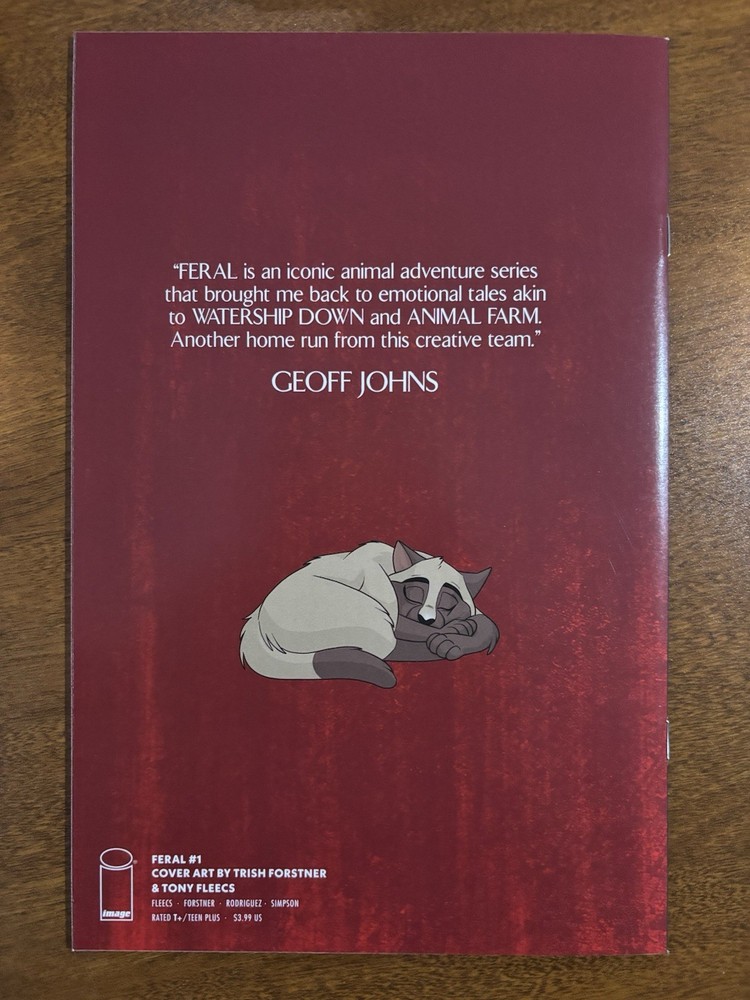 “FERAL is an iconic animal adventure series
that brought me back to emotional tales akin
to WATERSHIP DOWN and ANIMAL FARM.
Another home run from this creative team.”
GEOFF JOHNS
FERAL #1
COVER ART BY TRISH FORSTNER
& TONY FLEECS
FLEECS · FORSTNER · RODRIGUEZ · SIMPSON
RATED T+/TEEN PLUS · $3.99 US
image